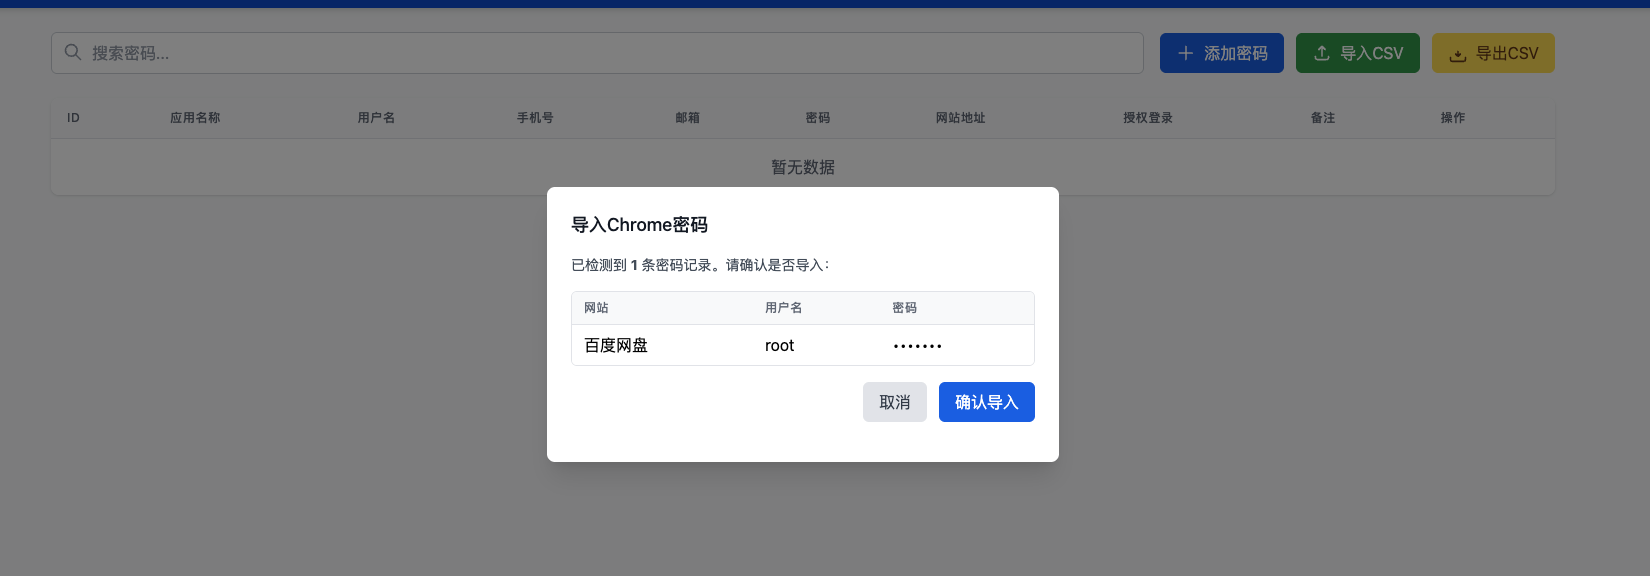 搜索密码...
添加密码
导入CSV
导出CSV
ID 应用名称 用户名 手机号 邮箱 密码 网站地址 授权登录 备注 操作
暂无数据
导入Chrome密码
已检测到 1 条密码记录。请确认是否导入：
网站 用户名 密码
百度网盘 root •••••••
取消 确认导入